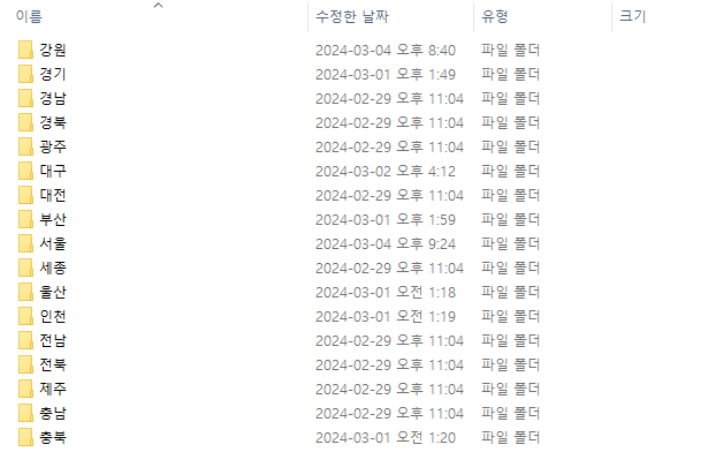 이름 수정한 날짜 유형 크기
강원 2024-03-04 오후 8:40 파일 폴더
경기 2024-03-01 오후 1:49 파일 폴더
경남 2024-02-29 오후 11:04 파일 폴더
경북 2024-02-29 오후 11:04 파일 폴더
광주 2024-02-29 오후 11:04 파일 폴더
대구 2024-03-02 오후 4:12 파일 폴더
대전 2024-02-29 오후 11:04 파일 폴더
부산 2024-03-01 오후 1:59 파일 폴더
서울 2024-03-04 오후 9:24 파일 폴더
세종 2024-02-29 오후 11:04 파일 폴더
울산 2024-03-01 오전 1:18 파일 폴더
인천 2024-03-01 오전 1:19 파일 폴더
전남 2024-02-29 오후 11:04 파일 폴더
전북 2024-02-29 오후 11:04 파일 폴더
제주 2024-02-29 오후 11:04 파일 폴더
충남 2024-02-29 오후 11:04 파일 폴더
충북 2024-03-01 오전 1:20 파일 폴더